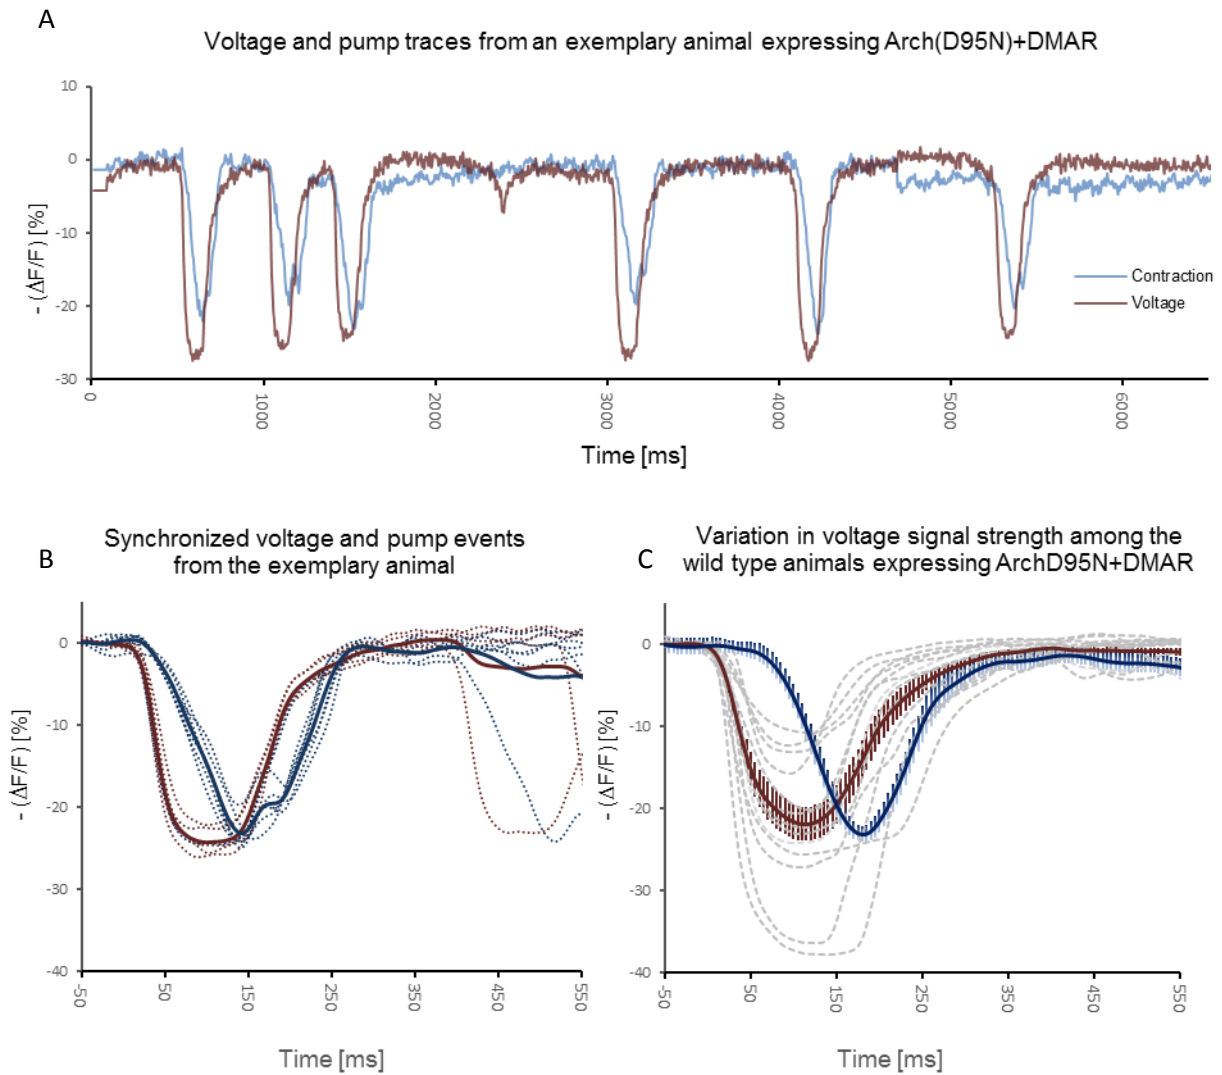 A
Voltage and pump traces from an exemplary animal expressing Arch(D95N)+DMAR
10
0
-10
-20
-30
- (ΔF/F) [%]
Contraction
Voltage
0
1000
2000
3000
4000
5000
6000
Time [ms]
B
Synchronized voltage and pump events
from the exemplary animal
0
-10
-20
-30
-40
- (ΔF/F) [%]
-50
50
150
250
350
450
550
Time [ms]
C
Variation in voltage signal strength among the
wild type animals expressing ArchD95N+DMAR
0
-10
-20
-30
-40
- (ΔF/F) [%]
-50
50
150
250
350
450
550
Time [ms]